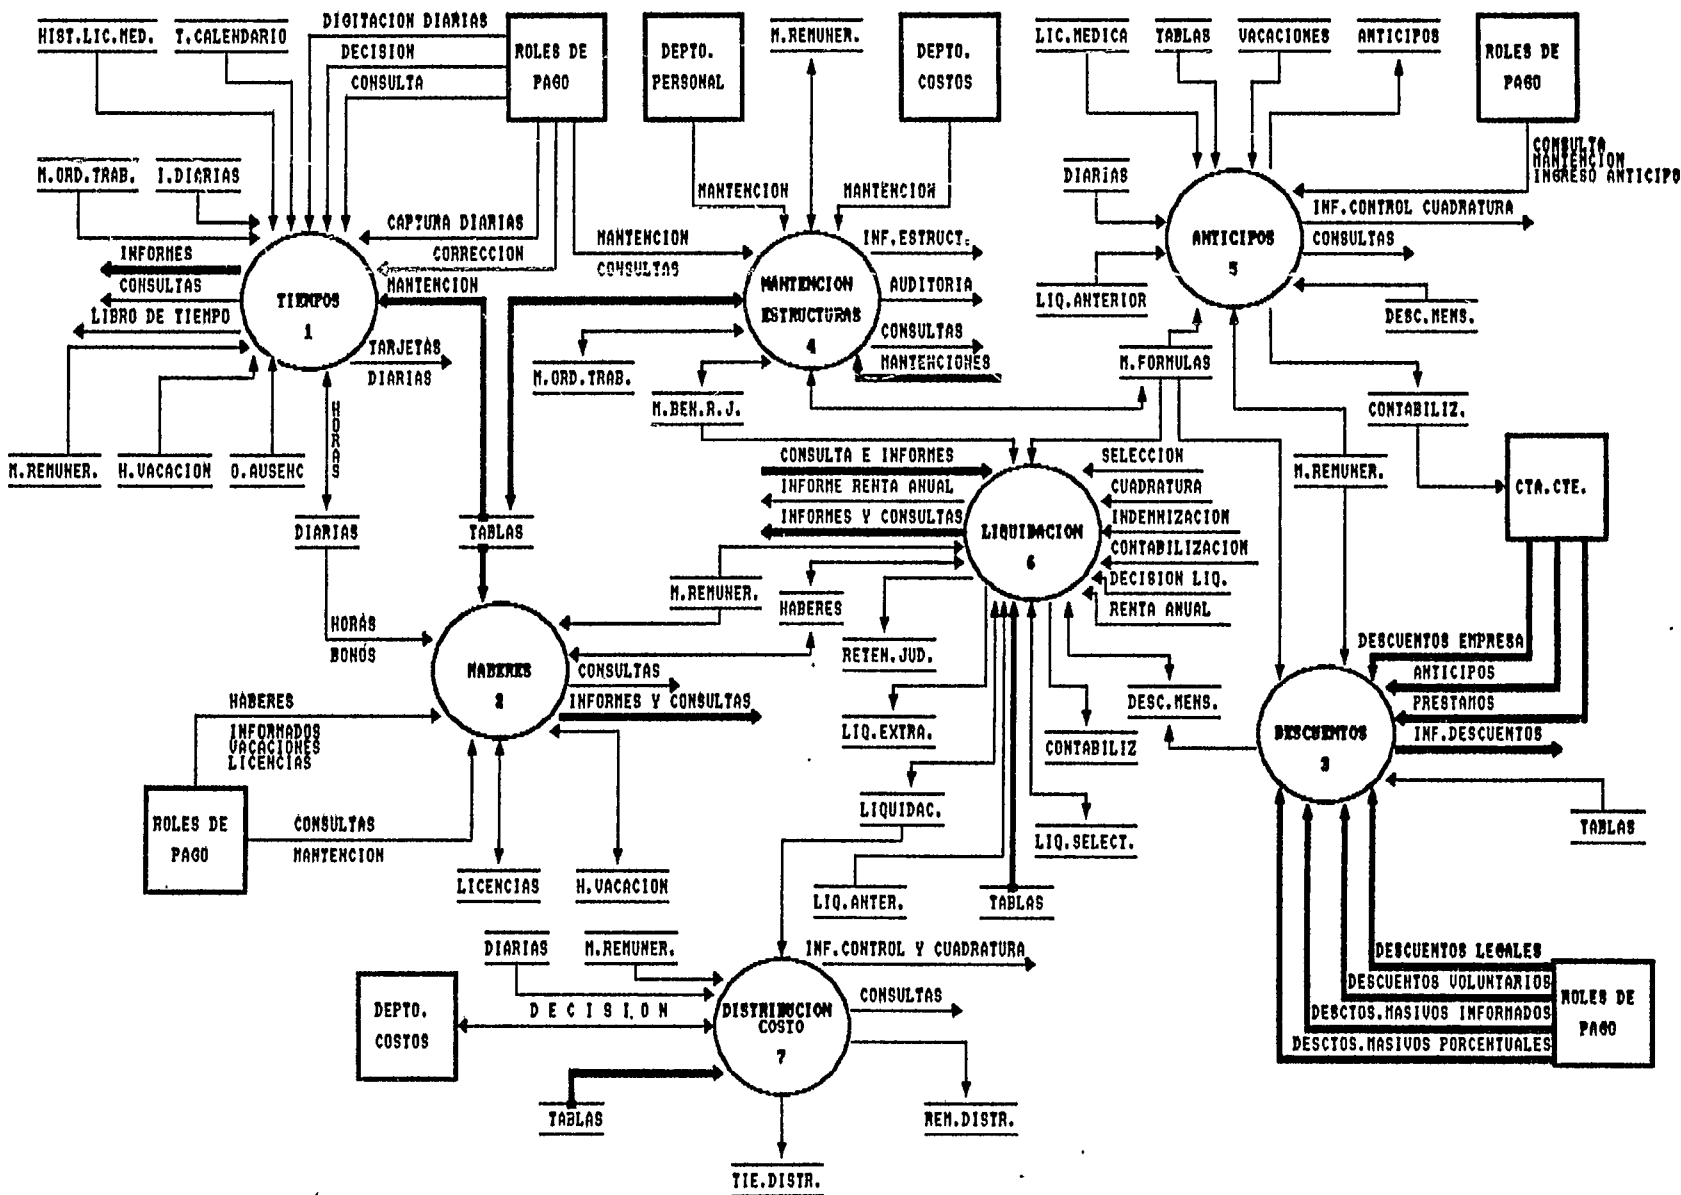 DIGITACION DIARIAS
HIST.LIC.MED.
T.CALENDARIO
DECISION
CONSULTA
ROLES DE
PAGO
DEPTO.
PERSONAL
M.REMUNER.
DEPTO.
COSTOS
LIC.MEDICA
TABLAS
VACACIONES
ANTICIPOS
ROLES DE
PAGO
CONSULTA
MANTENCION
INGRESO ANTICIPO
M.ORD.TRAB.
I.DIARIAS
MANTENCION
MANTENCION
DIARIAS
CAPTURA DIARIAS
CORRECCION
MANTENCION
MANTENCION
CONSULTAS
INF.ESTRUCT.
AUDITORIA
CONSULTAS
MANTENCIONES
INF.CONTROL CUADRATURA
CONSULTAS
ANTICIPOS
5
LIQ.ANTERIOR
DESC.MENS.
INFORMES
CONSULTAS
LIBRO DE TIEMPO
TIEMPOS
1
TARJETAS
DIARIAS
MANTENCION
ESTRUCTURAS
4
M.ORD.TRAB.
M.BEN.R.J.
M.FORMULAS
CONTABILIZ.
HORAS
M.REMUNER.
H.VACACION
O.AUSENC
CONSULTA E INFORMES
INFORME RENTA ANUAL
INFORMES Y CONSULTAS
SELECCION
CUADRATURA
INDEMNIZACION
CONTABILIZACION
DECISION LIQ.
RENTA ANUAL
M.REMUNER.
CTA.CTE.
LIQUIDACION
6
DIARIAS
TABLAS
M.REMUNER.
HABERES
HORAS
BONOS
RETEN.JUD.
HABERES
2
CONSULTAS
INFORMES Y CONSULTAS
DESCUENTOS EMPRESA
ANTICIPOS
PRESTAMOS
INF.DESCUENTOS
DESC.MENS.
DESCUENTOS
3
HABERES
INFORMADOS
VACACIONES
LICENCIAS
LIQ.EXTRA.
CONTABILIZ
LIQUIDAC.
LIQ.SELECT.
TABLAS
ROLES DE
PAGO
CONSULTAS
MANTENCION
LICENCIAS
H.VACACION
LIQ.ANTER.
TABLAS
DIARIAS
M.REMUNER.
INF.CONTROL Y CUADRATURA
CONSULTAS
DEPTO.
COSTOS
DECISION
DISTRIBUCION
COSTO
7
DESCUENTOS LEGALES
DESCUENTOS VOLUNTARIOS
DESCTOS.MASIVOS INFORMADOS
DESCTOS.MASIVOS PORCENTUALES
ROLES DE
PAGO
TABLAS
REM.DISTR.
TIE.DISTR.